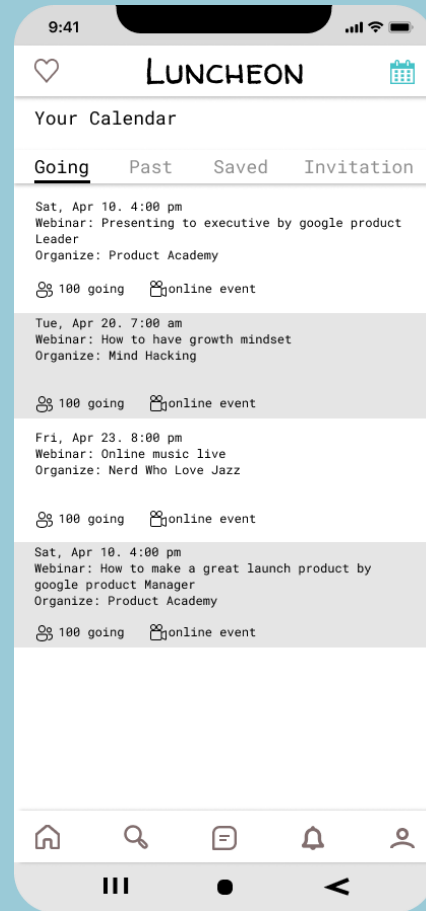 9:41
LUNCHEON
Your Calendar
Going Past Saved Invitation
Sat, Apr 10. 4:00 pm
Webinar: Presenting to executive by google product
Leader
Organize: Product Academy
100 going online event
Tue, Apr 20. 7:00 am
Webinar: How to have growth mindset
Organize: Mind Hacking
100 going online event
Fri, Apr 23. 8:00 pm
Webinar: Online music live
Organize: Nerd Who Love Jazz
100 going online event
Sat, Apr 10. 4:00 pm
Webinar: How to make a great launch product by
google product Manager
Organize: Product Academy
100 going online event